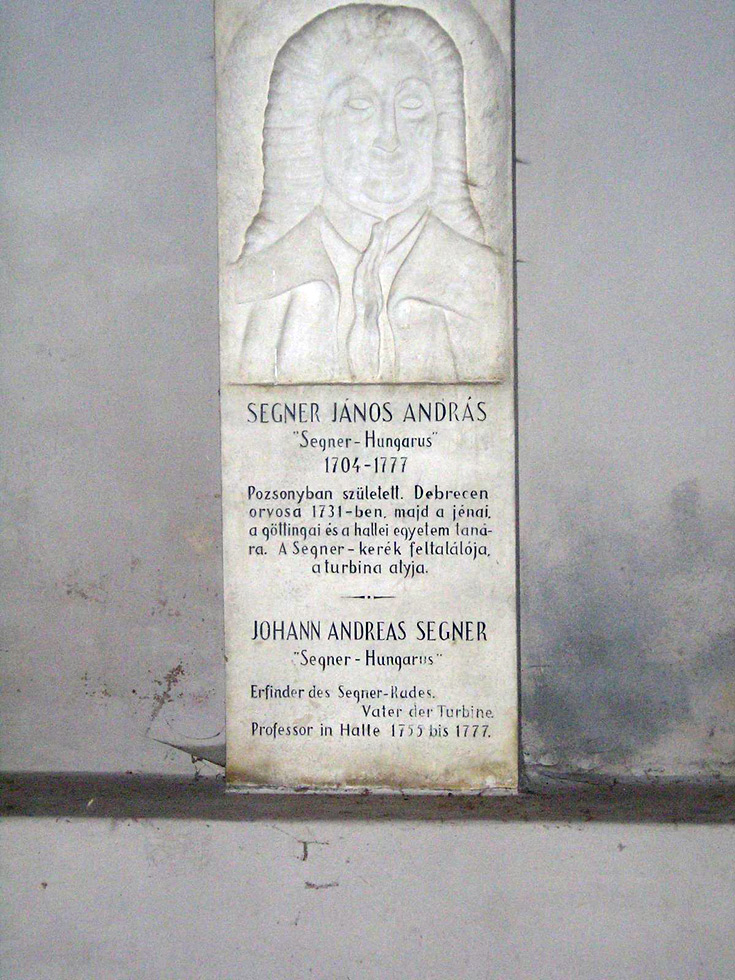 SEGNER JÁNOS ANDRÁS
"Segner-Hungarus"
1704-1777
Pozsonyban született. Debrecen
orvosa 1731-ben, majd a jénai,
a göttingai és a hallei egyetem taná-
ra. A Segner-kerék feltalálója,
a turbina atyja.
JOHANN ANDREAS SEGNER
"Segner-Hungarus"
Erfinder des Segner-Rades.
Vater der Turbine.
Professor in Halle 1755 bis 1777.